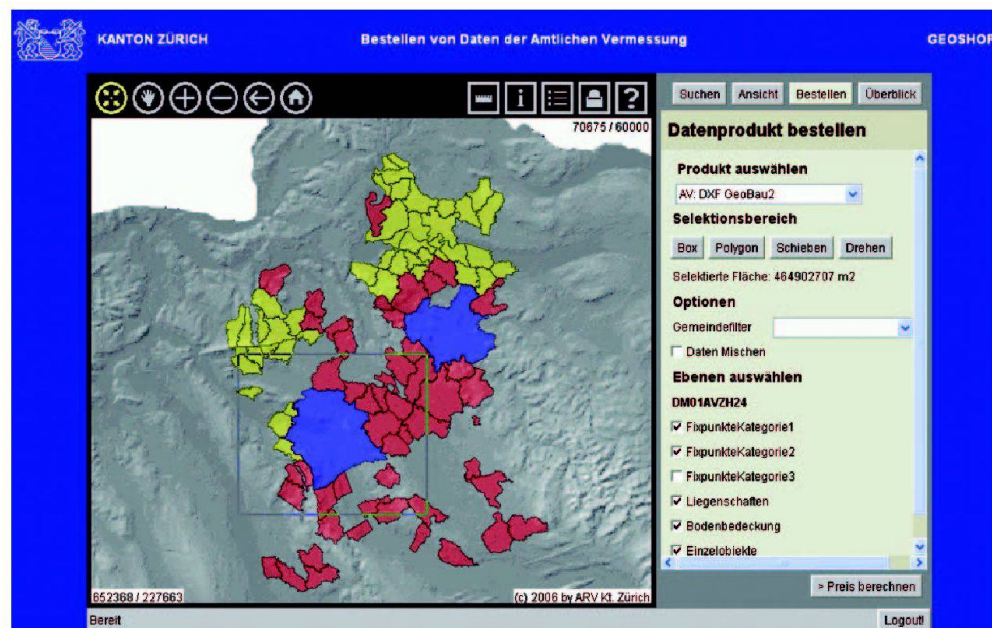 KANTON ZÜRICH
Bestellen von Daten der Amtlichen Vermessung
GEOSHOP
Suchen
Ansicht
Bestellen
Überblick
70675 / 60000
Datenprodukt bestellen
Produkt auswählen
AV: DXF GeoBau2
Selektionsbereich
Box
Polygon
Schieben
Drehen
Selektierte Fläche: 464902707 m2
Optionen
Gemeindefilter
Daten Mischen
Ebenen auswählen
DM01AVZH24
FixpunkteKategorie1
FixpunkteKategorie2
FixpunkteKategorie3
Liegenschaften
Bodenbedeckung
Einzelobjekte
> Preis berechnen
652368 / 227663
(c) 2006 by ARV Kt. Zürich
Bereit
Logout!